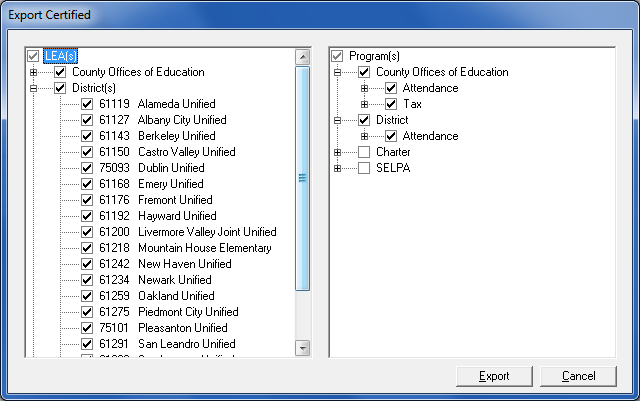 Export Certified
LEA(s)
County Offices of Education
District(s)
61119 Alameda Unified
61127 Albany City Unified
61143 Berkeley Unified
61150 Castro Valley Unified
75093 Dublin Unified
61168 Emery Unified
61176 Fremont Unified
61192 Hayward Unified
61200 Livermore Valley Joint Unified
61218 Mountain House Elementary
61242 New Haven Unified
61234 Newark Unified
61259 Oakland Unified
61275 Piedmont City Unified
75101 Pleasanton Unified
61291 San Leandro Unified
Program(s)
County Offices of Education
Attendance
Tax
District
Attendance
Charter
SELPA
Export
Cancel